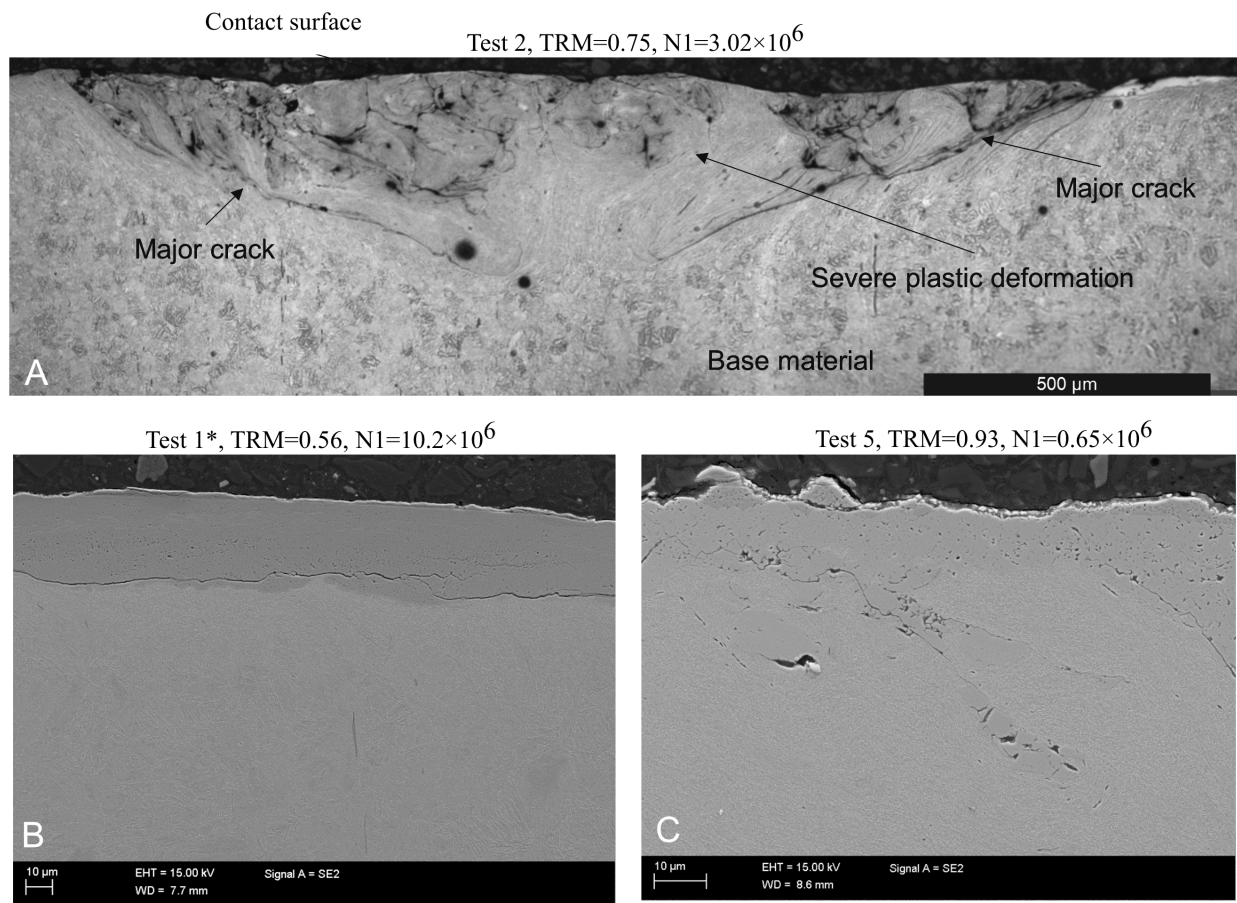 Contact surface
Test 2, TRM=0.75, N1=3.02×10⁶
Major crack
Major crack
Severe plastic deformation
Base material
A
500 µm
Test 1*, TRM=0.56, N1=10.2×10⁶
Test 5, TRM=0.93, N1=0.65×10⁶
B
10 µm
EHT = 15.00 kV
Signal A = SE2
WD = 7.7 mm
C
10 µm
EHT = 15.00 kV
Signal A = SE2
WD = 8.6 mm